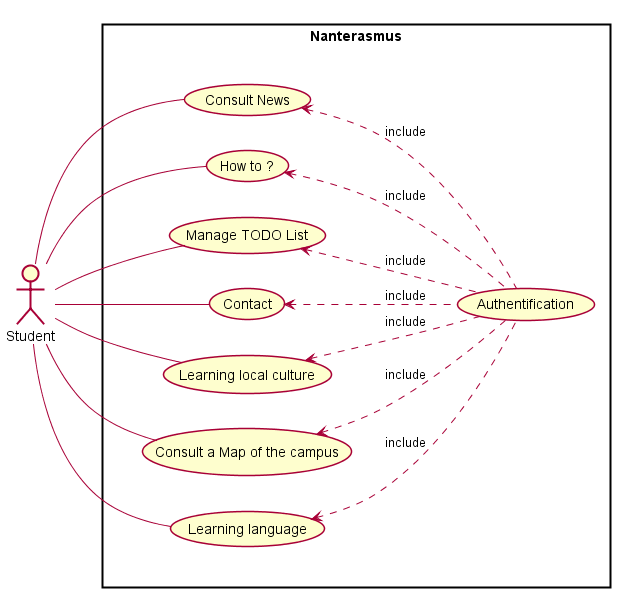 Nanterasmus
Consult News
include
How to ?
include
Manage TODO List
include
Contact
include
Authentification
include
Student
Learning local culture
include
Consult a Map of the campus
include
Learning language